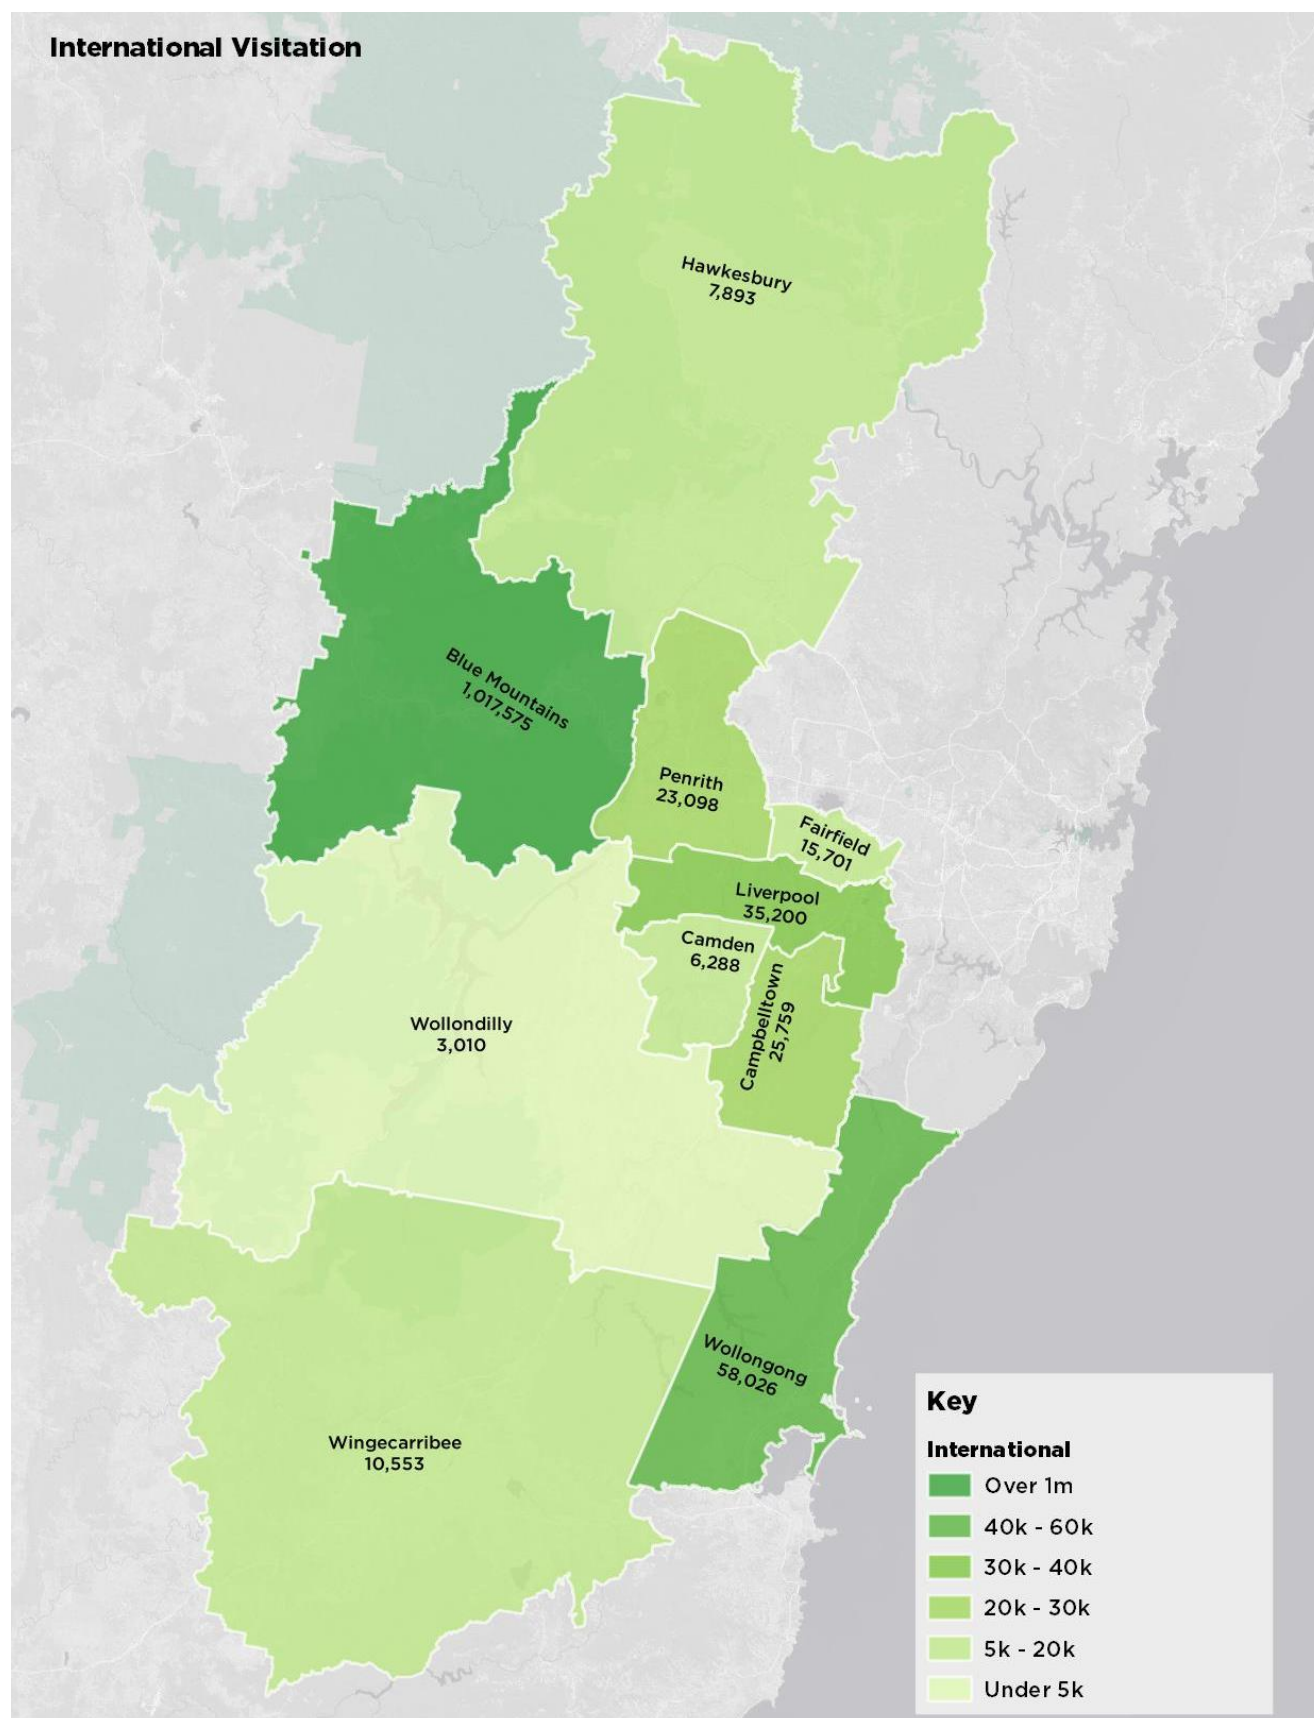 International Visitation
Hawkesbury
7,893
Blue Mountains
1,017,575
Penrith
23,098
Fairfield
15,701
Liverpool
35,200
Camden
6,288
Campbelltown
25,759
Wollondilly
3,010
Wollongong
58,026
Wingecarribee
10,553
Key
International
Over 1m
40k - 60k
30k - 40k
20k - 30k
5k - 20k
Under 5k